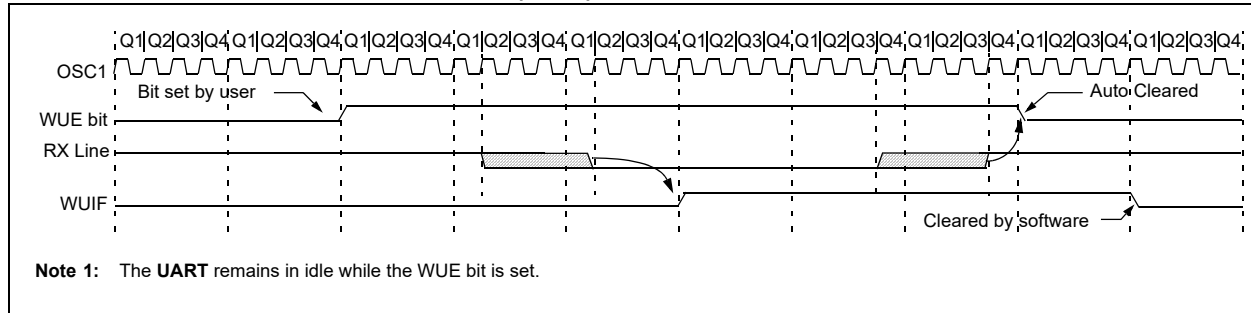 Q1 Q2 Q3 Q4 Q1 Q2 Q3 Q4 Q1 Q2 Q3 Q4 Q1 Q2 Q3 Q4 Q1 Q2 Q3 Q4 Q1 Q2 Q3 Q4 Q1 Q2 Q3 Q4 Q1 Q2 Q3 Q4 Q1 Q2 Q3 Q4 Q1 Q2 Q3 Q4
OSC1
Bit set by user
Auto Cleared
WUE bit
RX Line
WUIF
Cleared by software
Note 1: The UART remains in idle while the WUE bit is set.